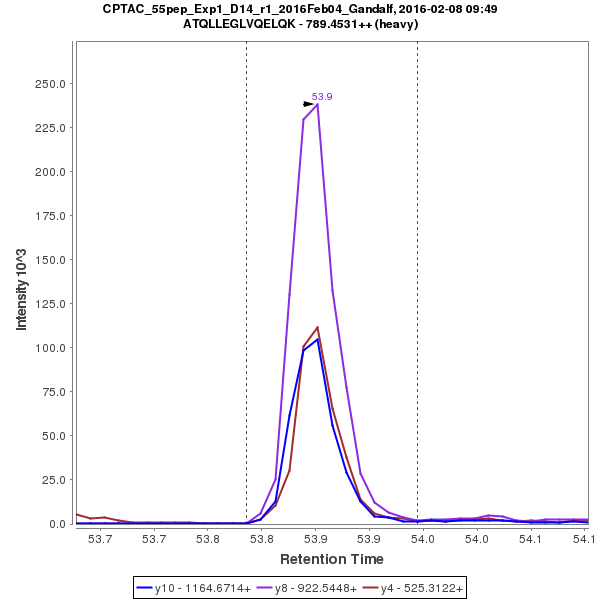 CPTAC_55pep_Exp1_D14_r1_2016Feb04_Gandalf, 2016-02-08 09:49
ATQLLEGLVQELQK - 789.4531++ (heavy)
53.9
250.0
225.0
200.0
175.0
150.0
125.0
100.0
75.0
50.0
25.0
0.0
Intensity 10^3
53.7 53.7 53.8 53.8 53.9 53.9 54.0 54.0 54.1 54.1
Retention Time
y10 - 1164.6714+ y8 - 922.5448+ y4 - 525.3122+